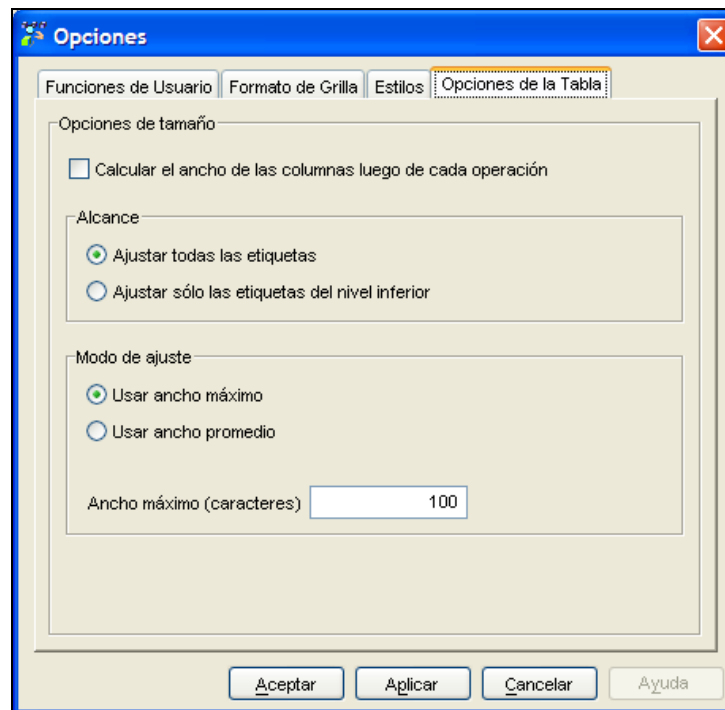 Opciones
Funciones de Usuario Formato de Grilla Estilos Opciones de la Tabla
Opciones de tamaño
Calcular el ancho de las columnas luego de cada operación
Alcance
Ajustar todas las etiquetas
Ajustar sólo las etiquetas del nivel inferior
Modo de ajuste
Usar ancho máximo
Usar ancho promedio
Ancho máximo (caracteres) 100
Aceptar Aplicar Cancelar Ayuda